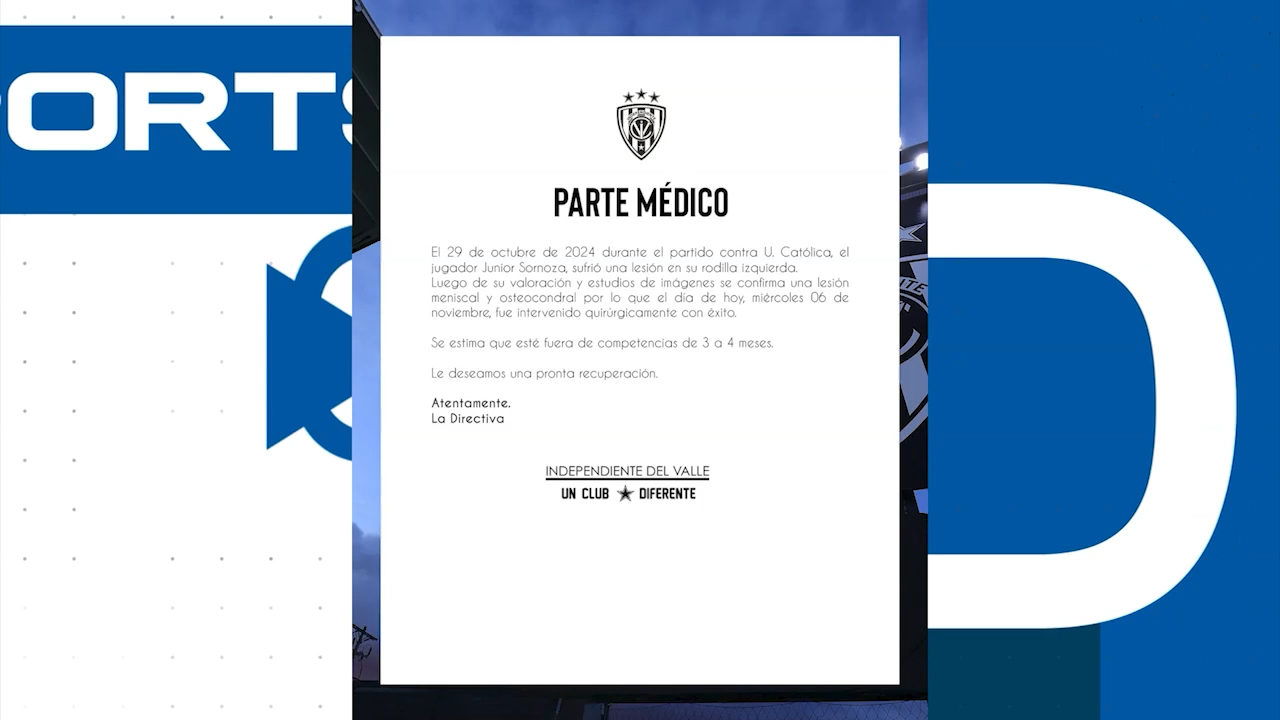 ORTS
PARTE MÉDICO
El 29 de octubre de 2024 durante el partido contra U. Católica, el
jugador Junior Sornoza, sufrió una lesión en su rodilla izquierda.
Luego de su valoración y estudios de imágenes se confirma una lesión
meniscal y osteocondral por lo que el día de hoy, miércoles 06 de
noviembre, fue intervenido quirúrgicamente con éxito.
Se estima que esté fuera de competencias de 3 a 4 meses.
Le deseamos una pronta recuperación.
Atentamente.
La Directiva
INDEPENDIENTE DEL VALLE
UN CLUB DIFERENTE
D